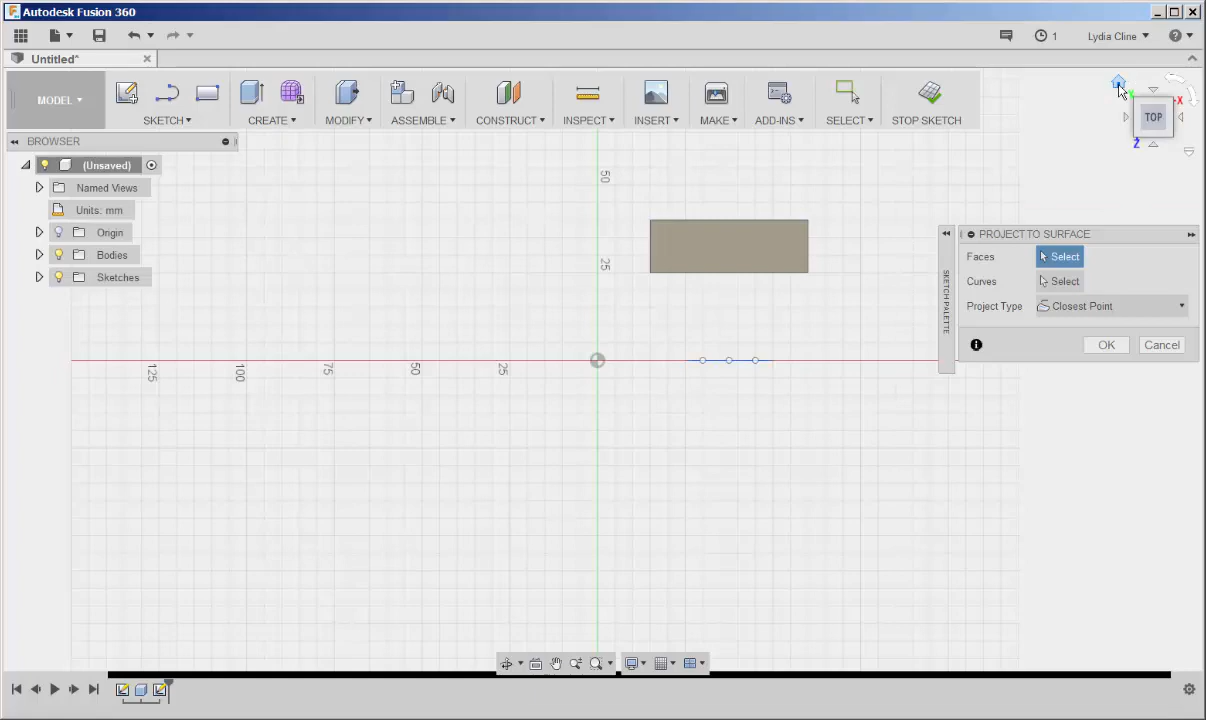 Autodesk Fusion 360
1
Lydia Cline
Untitled*
MODEL
SKETCH
CREATE
MODIFY
ASSEMBLE
CONSTRUCT
INSPECT
INSERT
MAKE
ADD-INS
SELECT
STOP SKETCH
TOP
X
Y
Z
BROWSER
(Unsaved)
Named Views
Units: mm
Origin
Bodies
Sketches
50
25
125
100
75
50
25
SKETCH PALETTE
PROJECT TO SURFACE
Faces Select
Curves Select
Project Type Closest Point
OK Cancel